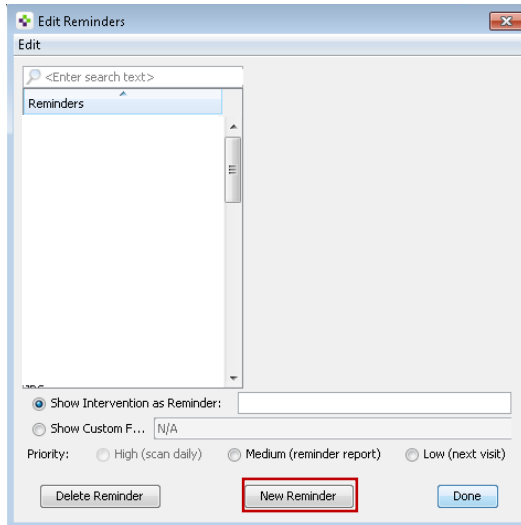 Edit Reminders
Edit
<Enter search text>
Reminders
Show Intervention as Reminder:
Show Custom F... N/A
Priority: High (scan daily) Medium (reminder report) Low (next visit)
Delete Reminder New Reminder Done